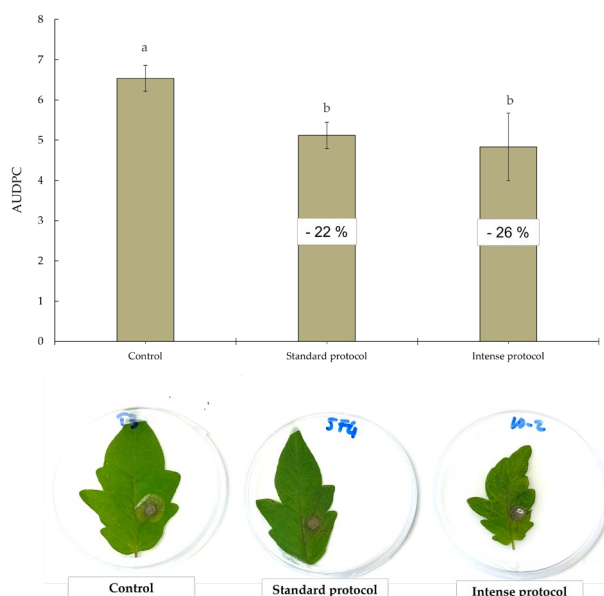 8
7
6
5
4
3
2
1
0
AUDPC
a
b
b
- 22 %
- 26 %
Control
Standard protocol
Intense protocol
5F4
10-2
Control
Standard protocol
Intense protocol